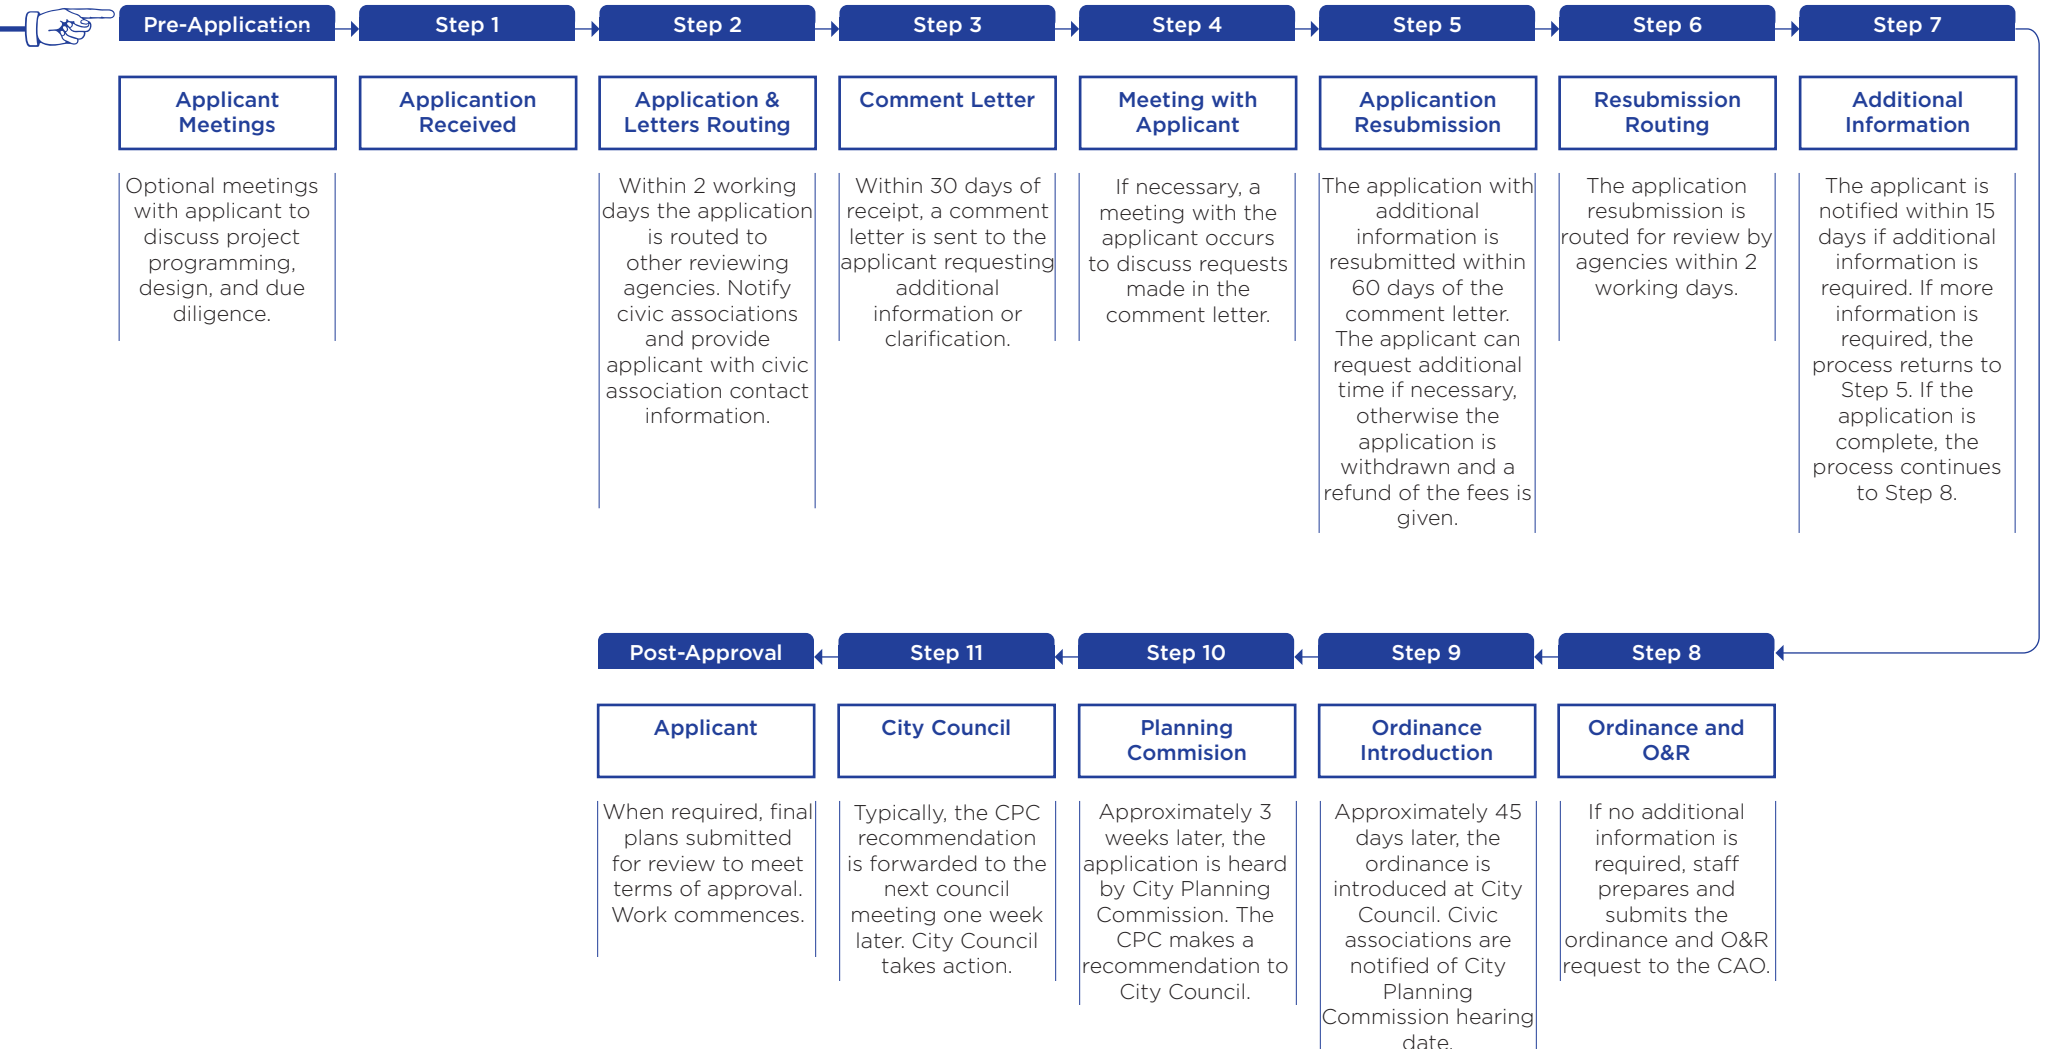 Pre-Application
Step 1
Step 2
Step 3
Step 4
Step 5
Step 6
Step 7
Applicant
Meetings
Applicantion
Received
Application &
Letters Routing
Comment Letter
Meeting with
Applicant
Applicantion
Resubmission
Resubmission
Routing
Additional
Information
Optional meetings
with applicant to
discuss project
programming,
design, and due
diligence.
Within 2 working
days the application
is routed to
other reviewing
agencies. Notify
civic associations
and provide
applicant with civic
association contact
information.
Within 30 days of
receipt, a comment
letter is sent to the
applicant requesting
additional
information or
clarification.
If necessary, a
meeting with the
applicant occurs
to discuss requests
made in the
comment letter.
The application with
additional
information is
resubmitted within
60 days of the
comment letter.
The applicant can
request additional
time if necessary,
otherwise the
application is
withdrawn and a
refund of the fees is
given.
The application
resubmission is
routed for review by
agencies within 2
working days.
The applicant is
notified within 15
days if additional
information is
required. If more
information is
required, the
process returns to
Step 5. If the
application is
complete, the
process continues
to Step 8.
Post-Approval
Step 11
Step 10
Step 9
Step 8
Applicant
City Council
Planning
Commision
Ordinance
Introduction
Ordinance and
O&R
When required, final
plans submitted
for review to meet
terms of approval.
Work commences.
Typically, the CPC
recommendation
is forwarded to the
next council
meeting one week
later. City Council
takes action.
Approximately 3
weeks later, the
application is heard
by City Planning
Commission. The
CPC makes a
recommendation to
City Council.
Approximately 45
days later, the
ordinance is
introduced at City
Council. Civic
associations are
notified of City
Planning
Commission hearing
date.
If no additional
information is
required, staff
prepares and
submits the
ordinance and O&R
request to the CAO.